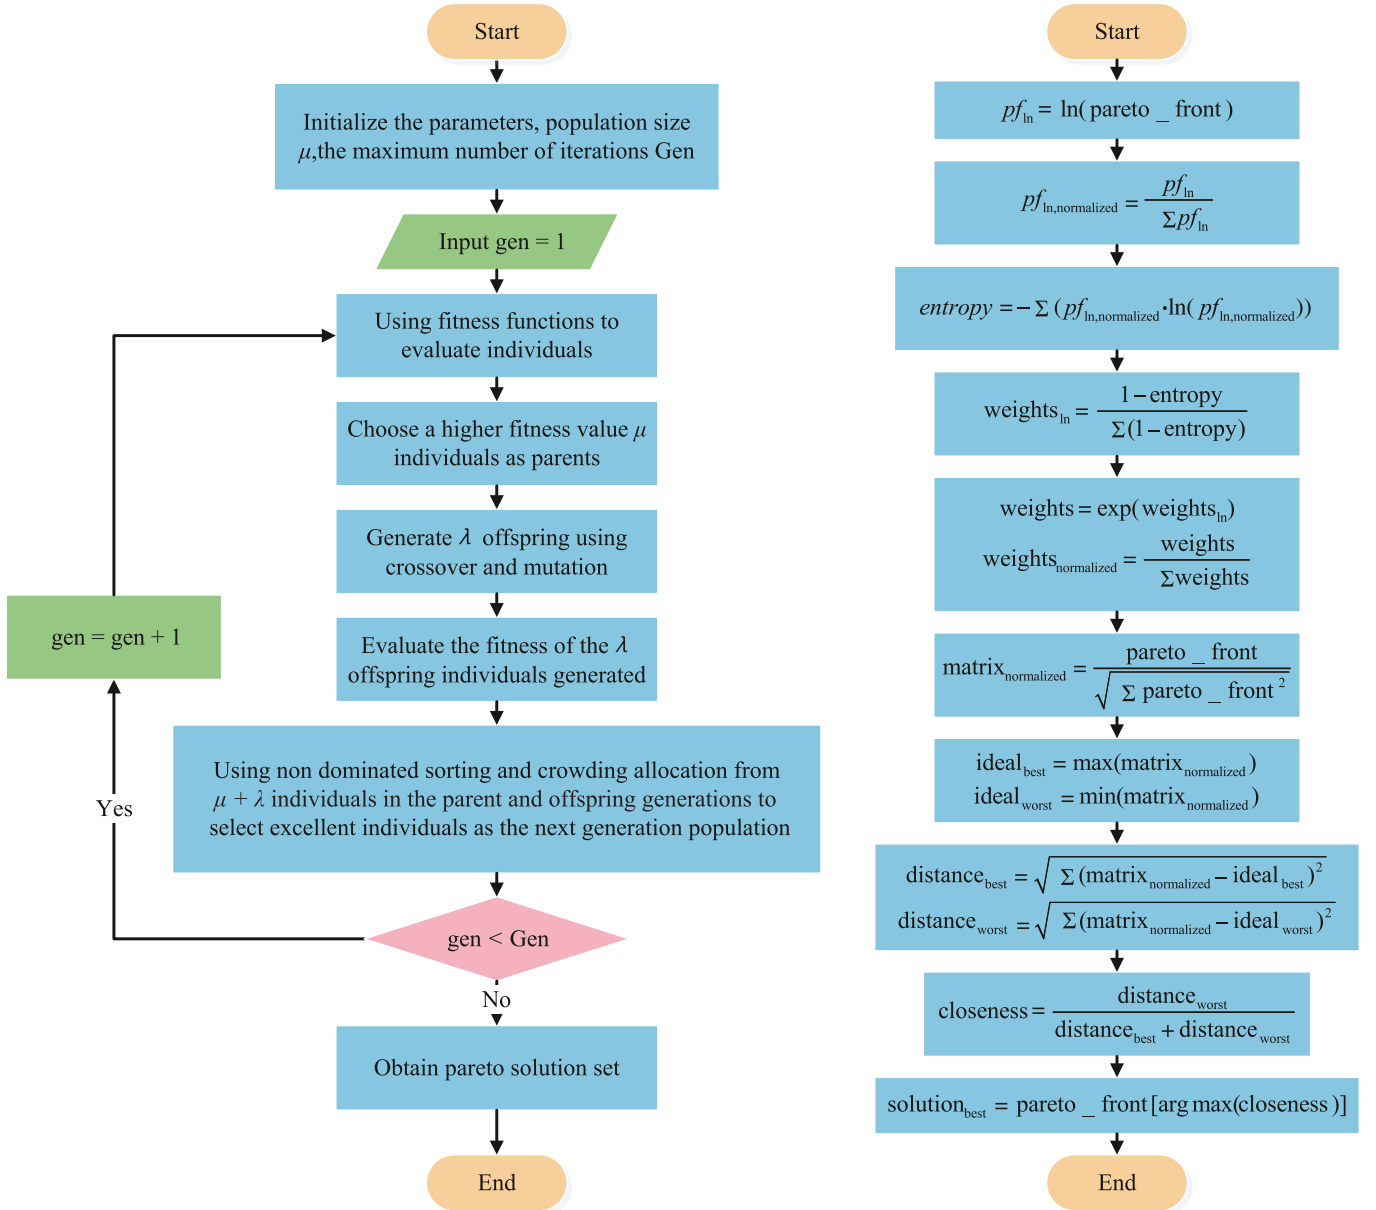 Start
Initialize the parameters, population size
μ,the maximum number of iterations Gen
Input gen = 1
Using fitness functions to
evaluate individuals
Choose a higher fitness value μ
individuals as parents
Generate λ offspring using
crossover and mutation
gen = gen + 1
Evaluate the fitness of the λ
offspring individuals generated
Using non dominated sorting and crowding allocation from
μ + λ individuals in the parent and offspring generations to
select excellent individuals as the next generation population
Yes
gen < Gen
No
Obtain pareto solution set
End
Start
pf_ln = ln(pareto _ front)
pf_ln,normalized = pf_ln / Σpf_ln
entropy = −Σ(pf_ln,normalized·ln(pf_ln,normalized))
weights_ln = 1−entropy / Σ(1−entropy)
weights = exp(weights_ln)
weights_normalized = weights / Σweights
matrix_normalized = pareto _ front / √Σ pareto _ front²
ideal_best = max(matrix_normalized)
ideal_worst = min(matrix_normalized)
distance_best = √Σ(matrix_normalized − ideal_best)²
distance_worst = √Σ(matrix_normalized − ideal_worst)²
closeness = distance_worst / distance_best + distance_worst
solution_best = pareto _ front[arg max(closeness)]
End